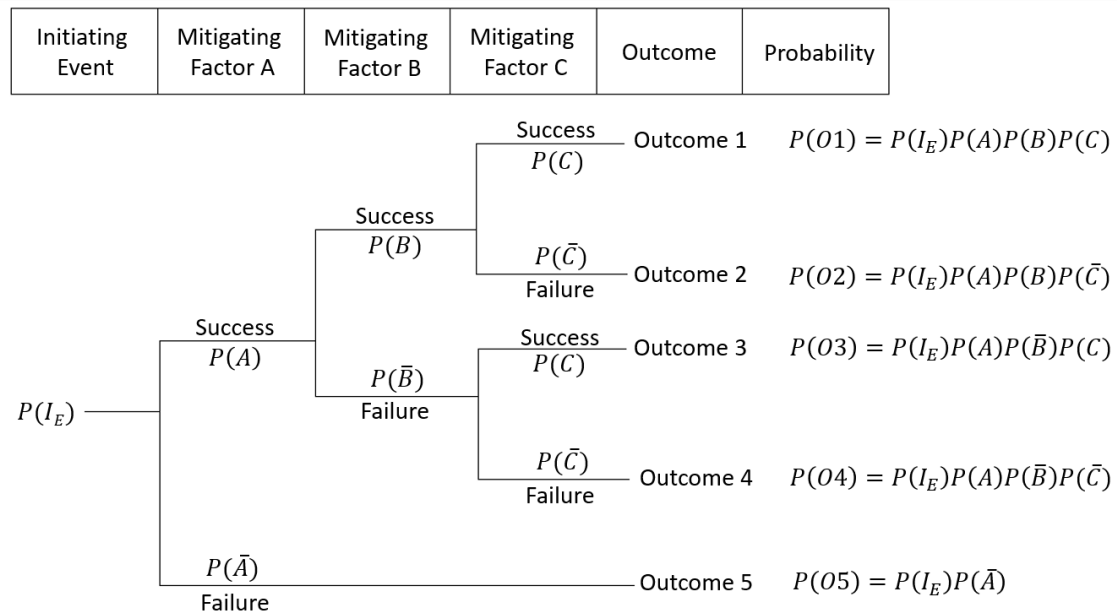 Initiating
Event
Mitigating
Factor A
Mitigating
Factor B
Mitigating
Factor C
Outcome
Probability
Success
P(C)
Outcome 1
P(O1) = P(I_E)P(A)P(B)P(C)
Success
P(B)
P(C̄)
Failure
Outcome 2
P(O2) = P(I_E)P(A)P(B)P(C̄)
Success
P(A)
Success
P(C)
Outcome 3
P(O3) = P(I_E)P(A)P(B̄)P(C)
P(B̄)
Failure
P(I_E)
P(C̄)
Failure
Outcome 4
P(O4) = P(I_E)P(A)P(B̄)P(C̄)
P(Ā)
Failure
Outcome 5
P(O5) = P(I_E)P(Ā)